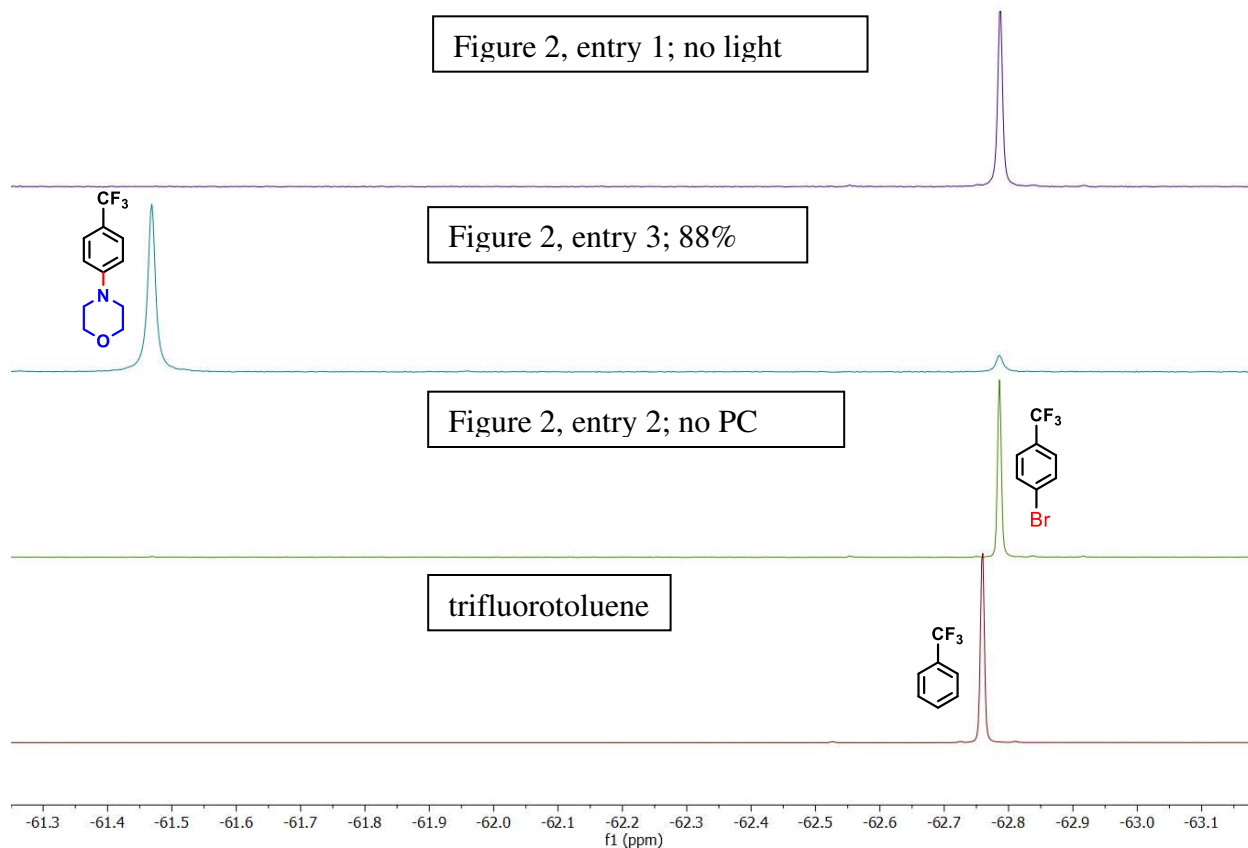 Figure 2, entry 1; no light
CF3
N
O
Figure 2, entry 3; 88%
Figure 2, entry 2; no PC
CF3
Br
trifluorotoluene
CF3
-61.3 -61.4 -61.5 -61.6 -61.7 -61.8 -61.9 -62.0 -62.1 -62.2 -62.3 -62.4 -62.5 -62.6 -62.7 -62.8 -62.9 -63.0 -63.1
f1 (ppm)